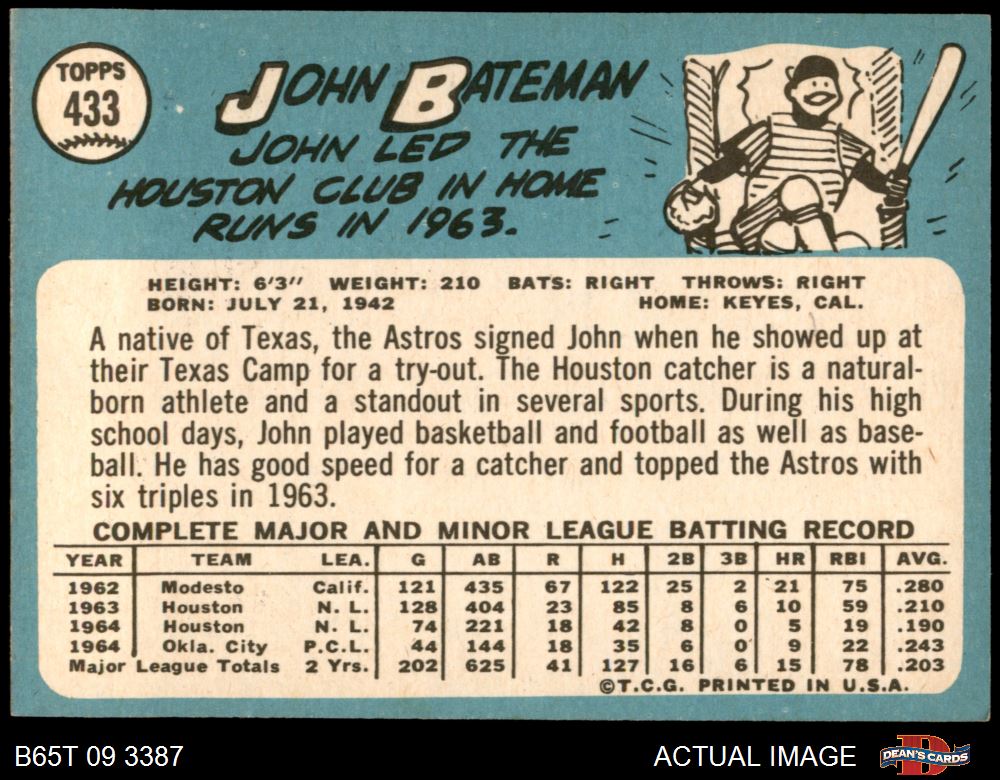 TOPPS
433
JOHN BATEMAN
JOHN LED THE
HOUSTON CLUB IN HOME
RUNS IN 1963.
HEIGHT: 6'3" WEIGHT: 210 BATS: RIGHT THROWS: RIGHT
BORN: JULY 21, 1942 HOME: KEYES, CAL.
A native of Texas, the Astros signed John when he showed up at
their Texas Camp for a try-out. The Houston catcher is a natural-
born athlete and a standout in several sports. During his high
school days, John played basketball and football as well as base-
ball. He has good speed for a catcher and topped the Astros with
six triples in 1963.
COMPLETE MAJOR AND MINOR LEAGUE BATTING RECORD
YEAR TEAM LEA. G AB R H 2B 3B HR RBI AVG.
1962 Modesto Calif. 121 435 67 122 25 2 21 75 .280
1963 Houston N. L. 128 404 23 85 8 6 10 59 .210
1964 Houston N. L. 74 221 18 42 8 0 5 19 .190
1964 Okla. City P.C.L. 44 144 18 35 6 0 9 22 .243
Major League Totals 2 Yrs. 202 625 41 127 16 6 15 78 .203
©T.C.G. PRINTED IN U.S.A.
B65T 09 3387 ACTUAL IMAGE DEAN'S CARDS